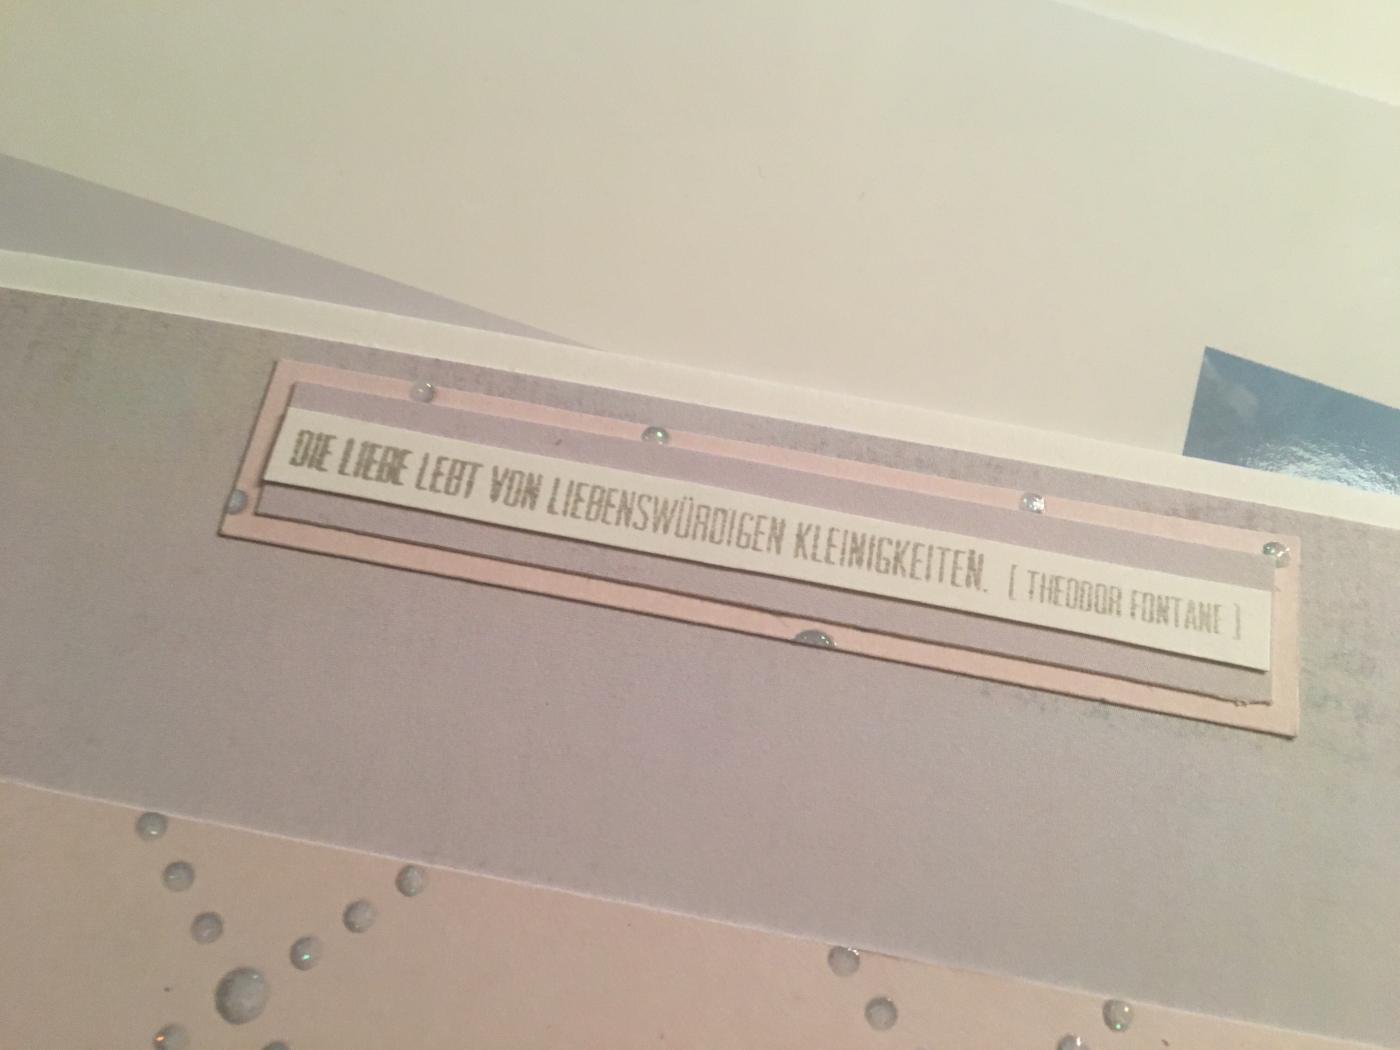 DIE LIEBE LEBT VON LIEBENSWÜRDIGEN KLEINIGKEITEN. [ THEODOR FONTANE ]